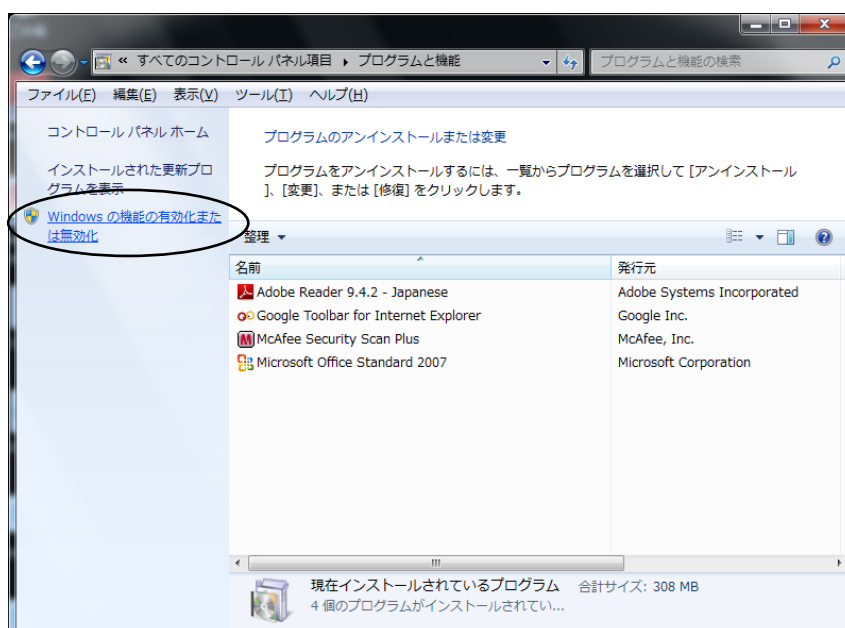 « すべてのコントロール パネル項目 ▸ プログラムと機能
プログラムと機能の検索
ファイル(F) 編集(E) 表示(V) ツール(T) ヘルプ(H)
コントロール パネル ホーム
インストールされた更新プロ
グラムを表示
Windows の機能の有効化また
は無効化
プログラムのアンインストールまたは変更
プログラムをアンインストールするには、一覧からプログラムを選択して [アンインストール
]、[変更]、または [修復] をクリックします。
整理
名前 発行元
Adobe Reader 9.4.2 - Japanese Adobe Systems Incorporated
Google Toolbar for Internet Explorer Google Inc.
McAfee Security Scan Plus McAfee, Inc.
Microsoft Office Standard 2007 Microsoft Corporation
現在インストールされているプログラム 合計サイズ: 308 MB
4 個のプログラムがインストールされてい...